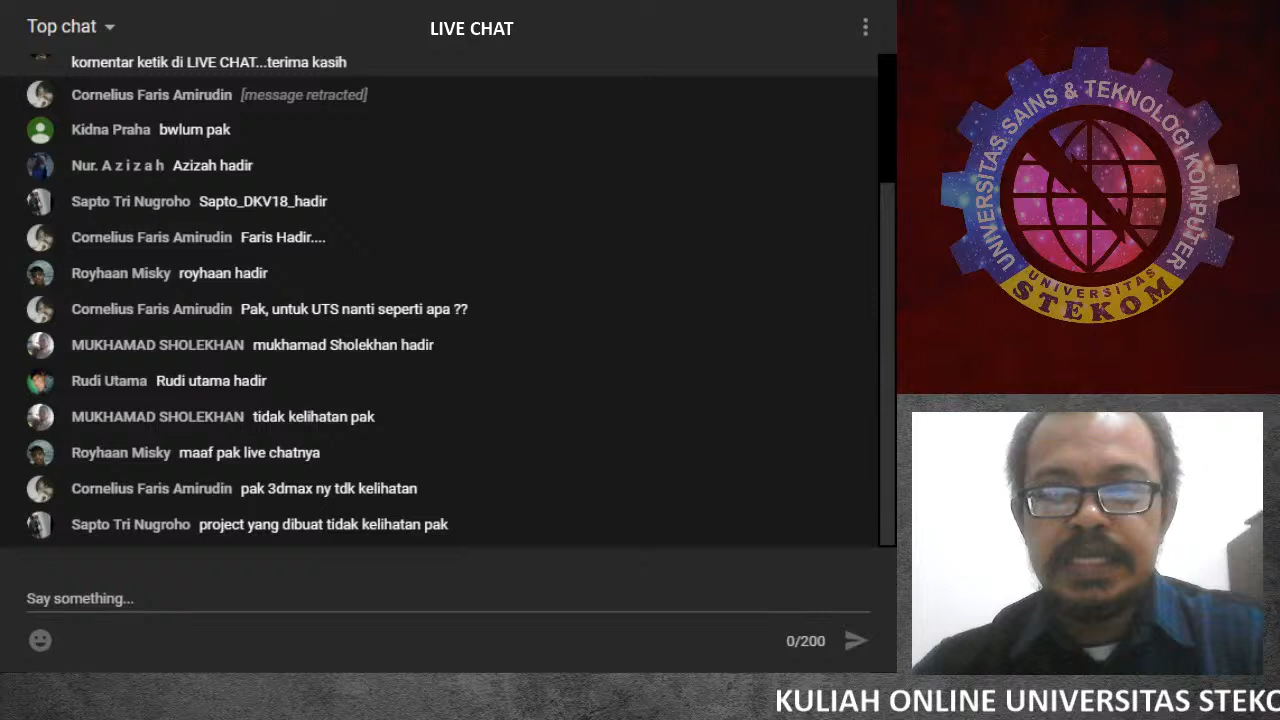 Top chat
LIVE CHAT
komentar ketik di LIVE CHAT...terima kasih
Cornelius Faris Amirudin [message retracted]
Kidna Praha bwlum pak
Nur. A z i z a h Azizah hadir
Sapto Tri Nugroho Sapto_DKV18_hadir
Cornelius Faris Amirudin Faris Hadir....
Royhaan Misky royhaan hadir
Cornelius Faris Amirudin Pak, untuk UTS nanti seperti apa ??
MUKHAMAD SHOLEKHAN mukhamad Sholekhan hadir
Rudi Utama Rudi utama hadir
MUKHAMAD SHOLEKHAN tidak kelihatan pak
Royhaan Misky maaf pak live chatnya
Cornelius Faris Amirudin pak 3dmax ny tdk kelihatan
Sapto Tri Nugroho project yang dibuat tidak kelihatan pak
Say something...
0/200
UNIVERSITAS SAINS & TEKNOLOGI KOMPUTER
UNIVERSITAS
STEKOM
KULIAH ONLINE UNIVERSITAS STEKO